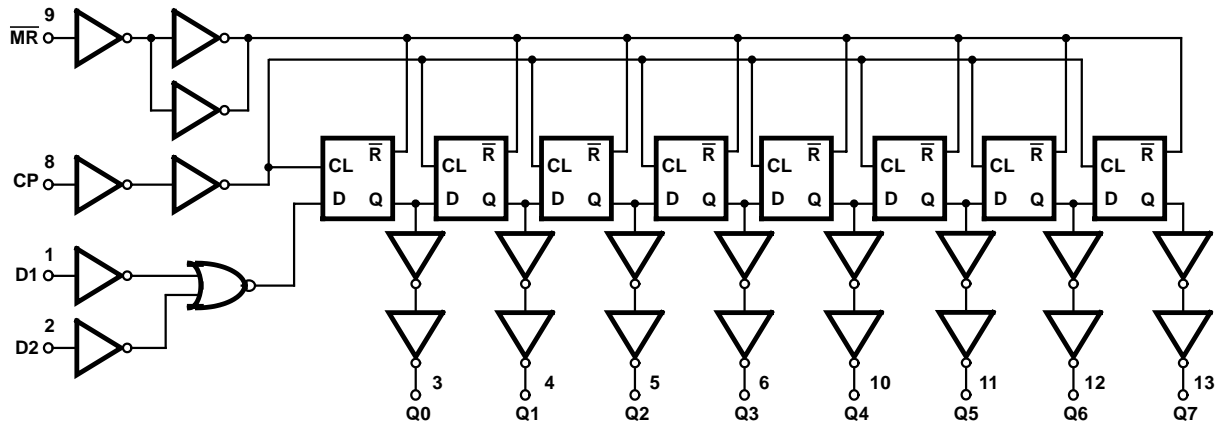 9
M̅R̅
8
CP
1
D1
2
D2
R̅ R̅ R̅ R̅ R̅ R̅ R̅ R̅
CL CL CL CL CL CL CL CL
D Q D Q D Q D Q D Q D Q D Q D Q
3 4 5 6 10 11 12 13
Q0 Q1 Q2 Q3 Q4 Q5 Q6 Q7